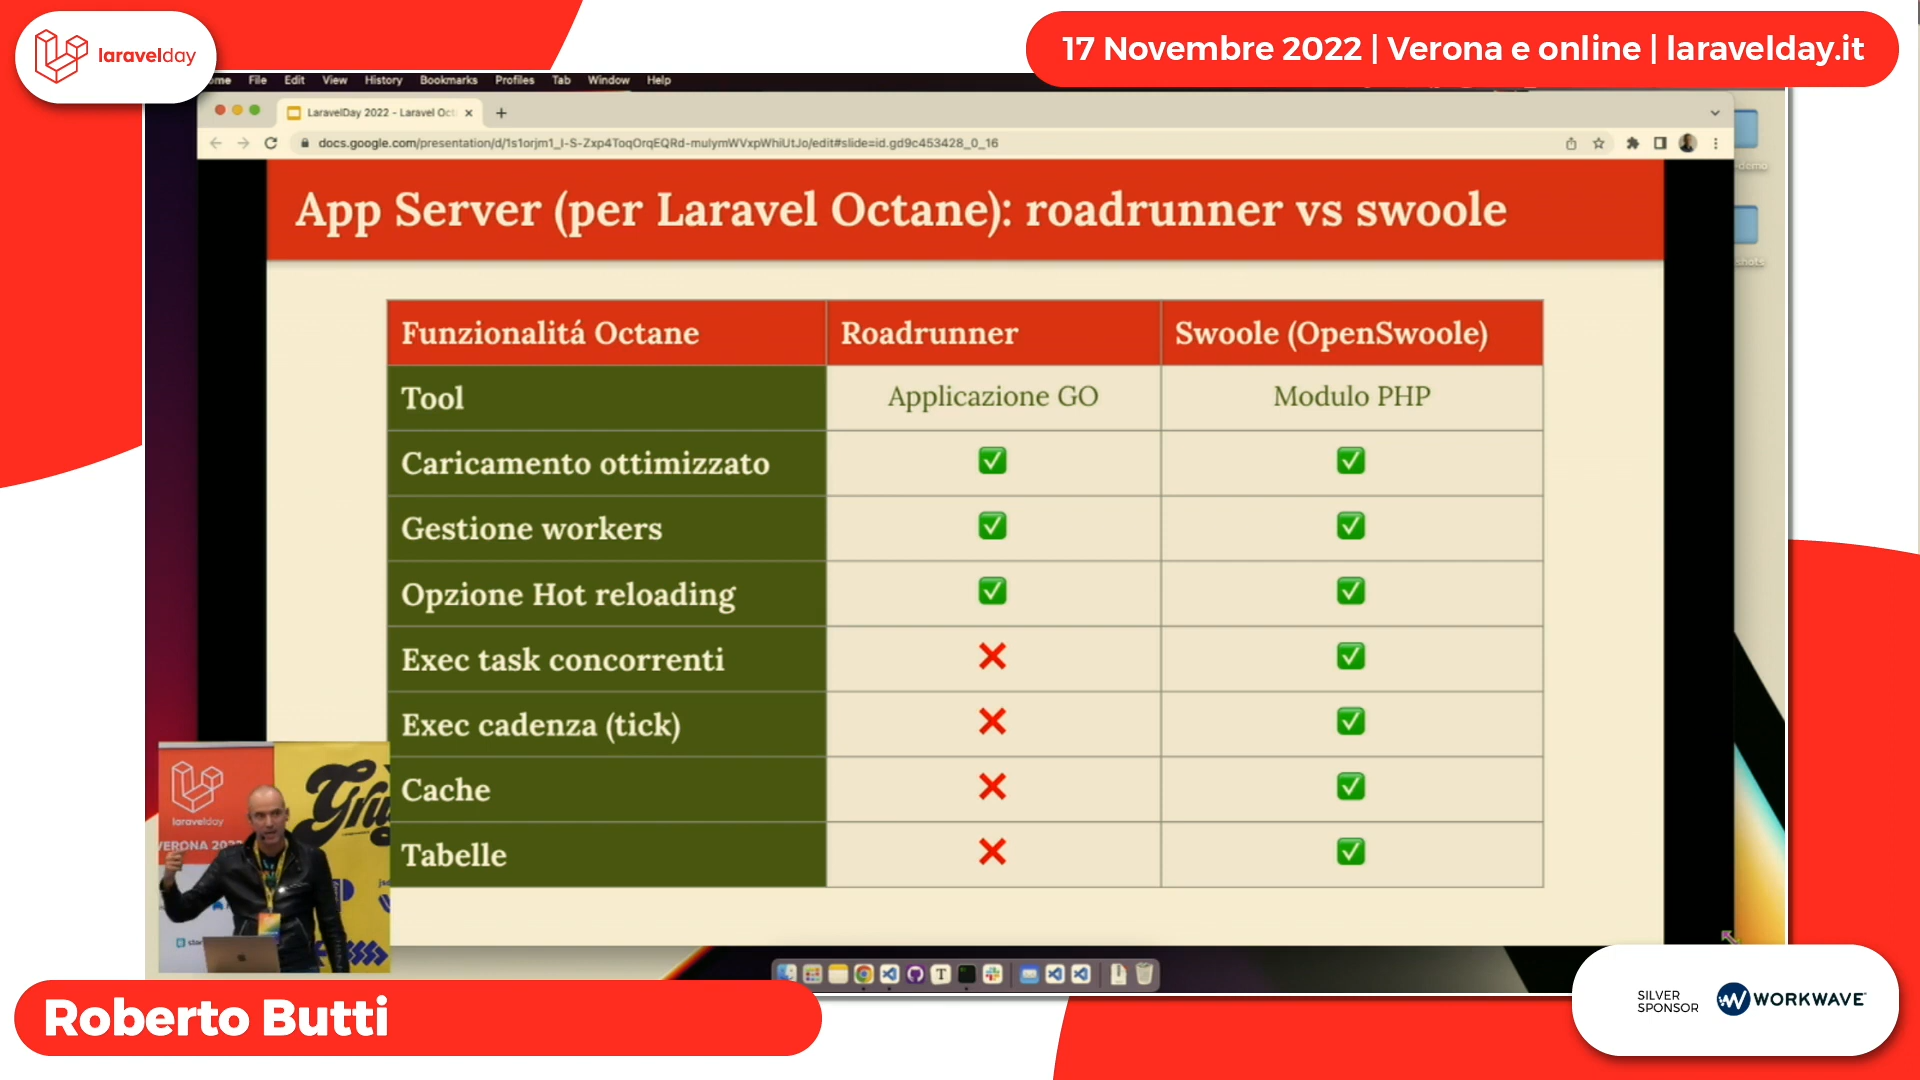 laravelday
17 Novembre 2022 | Verona e online | laravelday.it
File Edit View History Bookmarks Profiles Tab Window Help
LaravelDay 2022 - Laravel Oct
docs.google.com/presentation/d/1s1orjm1_I-S-Zxp4ToqOrqEQRd-mulymWVxpWhiUtJo/edit#slide=id.gd9c453428_0_16
App Server (per Laravel Octane): roadrunner vs swoole
Funzionalitá Octane Roadrunner Swoole (OpenSwoole)
Tool Applicazione GO Modulo PHP
Caricamento ottimizzato ✅ ✅
Gestione workers ✅ ✅
Opzione Hot reloading ✅ ✅
Exec task concorrenti ❌ ✅
Exec cadenza (tick) ❌ ✅
Cache ❌ ✅
Tabelle ❌ ✅
laravelday
VERONA 2022
Roberto Butti
SILVER
SPONSOR
WORKWAVE